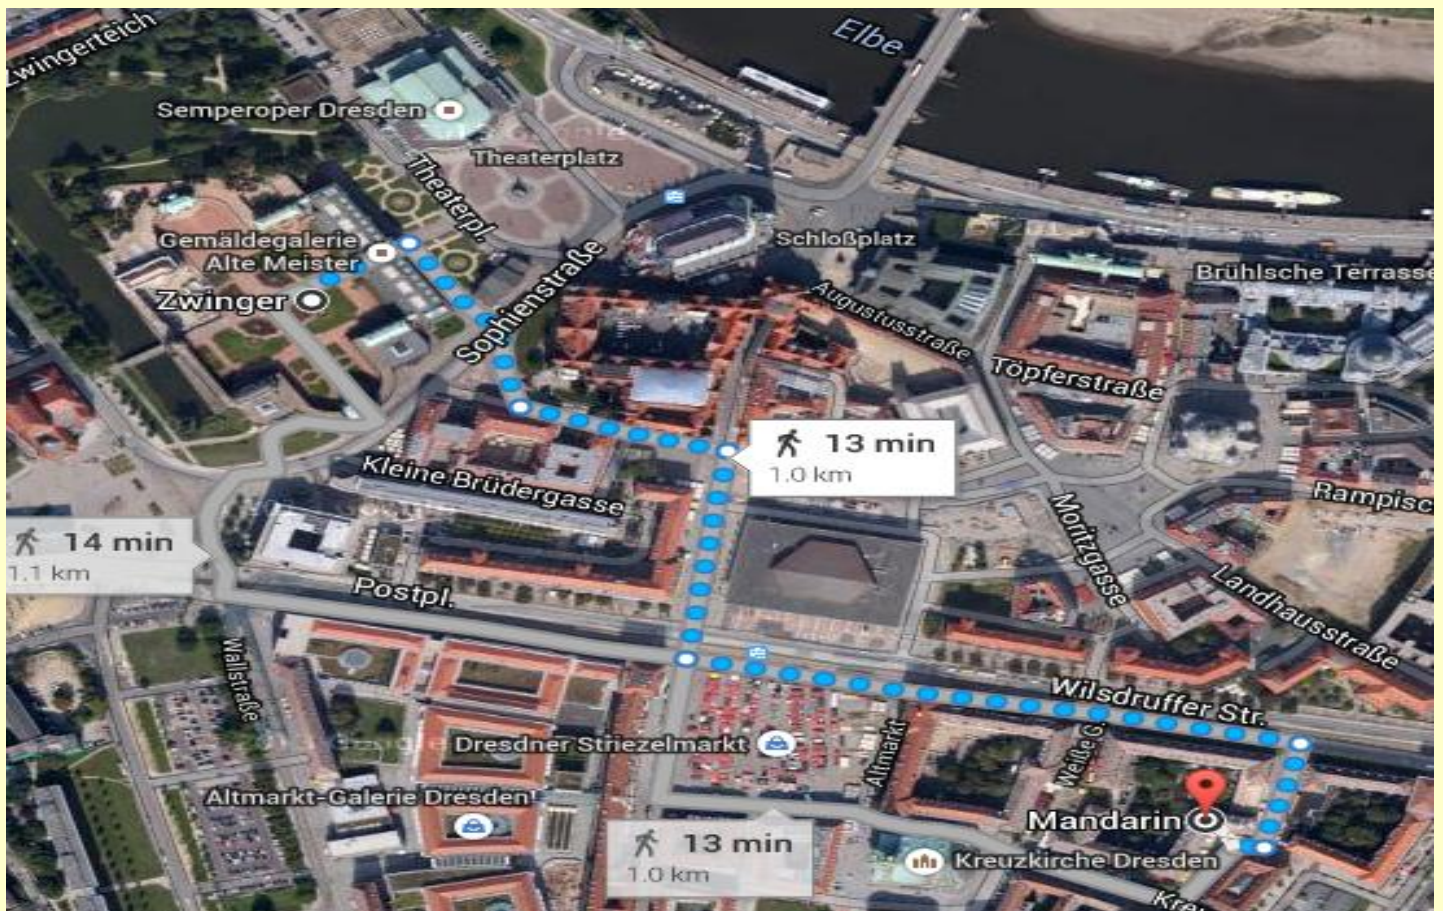 Zwingerteich
Elbe
Semperoper Dresden
Theaterplatz
Theaterpl.
Gemäldegalerie
Alte Meister
Schloßplatz
Zwinger
Sophienstraße
Brühlsche Terrasse
Augustusstraße
Töpferstraße
13 min
1.0 km
Kleine Brüdergasse
Moritzgasse
Rampisc
14 min
1.1 km
Postpl.
Landhausstraße
Wallstraße
Wilsdruffer Str.
Dresdner Striezelmarkt
Altmarkt
Weiße G.
Altmarkt-Galerie Dresden
Mandarin
13 min
1.0 km
Kreuzkirche Dresden
Kreu